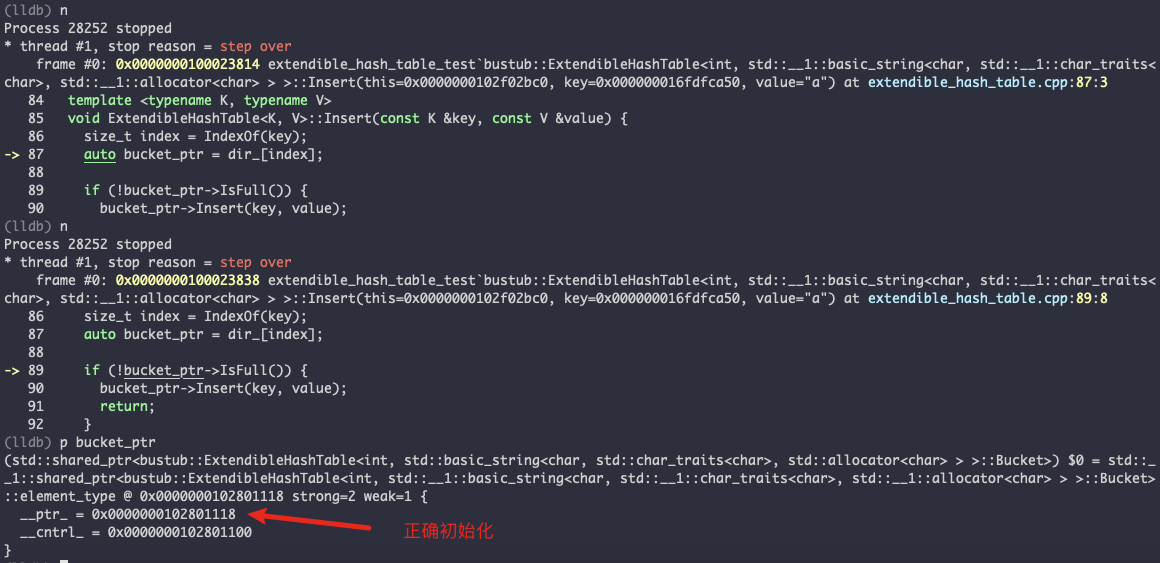 (lldb) n
Process 28252 stopped
* thread #1, stop reason = step over
    frame #0: 0x0000000100023814 extendible_hash_table_test`bustub::ExtendibleHashTable<int, std::__1::basic_string<char, std::__1::char_traits<
char>, std::__1::allocator<char> > >::Insert(this=0x0000000102f02bc0, key=0x000000016fdfca50, value="a") at extendible_hash_table.cpp:87:3
   84   template <typename K, typename V>
   85   void ExtendibleHashTable<K, V>::Insert(const K &key, const V &value) {
   86     size_t index = IndexOf(key);
-> 87     auto bucket_ptr = dir_[index];
   88
   89     if (!bucket_ptr->IsFull()) {
   90       bucket_ptr->Insert(key, value);
(lldb) n
Process 28252 stopped
* thread #1, stop reason = step over
    frame #0: 0x0000000100023838 extendible_hash_table_test`bustub::ExtendibleHashTable<int, std::__1::basic_string<char, std::__1::char_traits<
char>, std::__1::allocator<char> > >::Insert(this=0x0000000102f02bc0, key=0x000000016fdfca50, value="a") at extendible_hash_table.cpp:89:8
   86     size_t index = IndexOf(key);
   87     auto bucket_ptr = dir_[index];
   88
-> 89     if (!bucket_ptr->IsFull()) {
   90       bucket_ptr->Insert(key, value);
   91       return;
   92     }
(lldb) p bucket_ptr
(std::shared_ptr<bustub::ExtendibleHashTable<int, std::basic_string<char, std::char_traits<char>, std::allocator<char> > >::Bucket>) $0 = std::_
_1::shared_ptr<bustub::ExtendibleHashTable<int, std::__1::basic_string<char, std::__1::char_traits<char>, std::__1::allocator<char> > >::Bucket>
::element_type @ 0x0000000102801118 strong=2 weak=1 {
  __ptr_ = 0x0000000102801118
  __cntrl_ = 0x0000000102801100
正确初始化
}